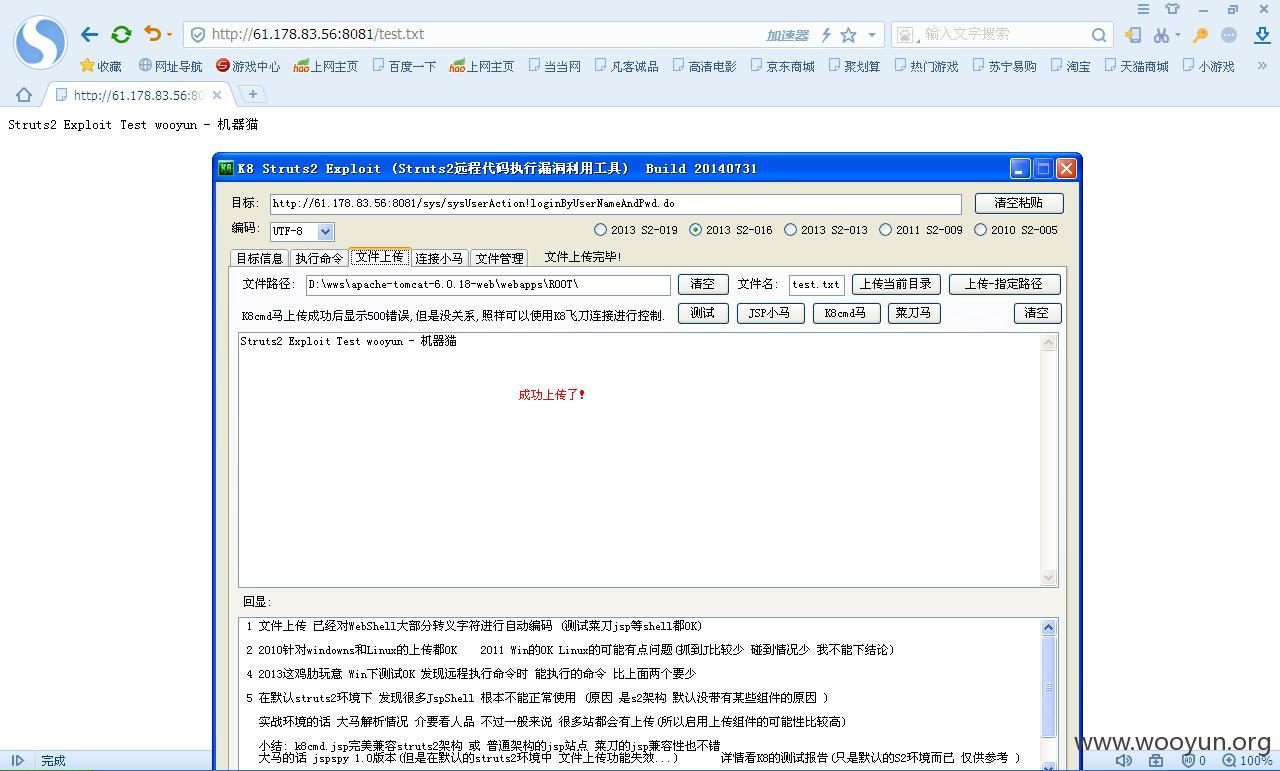 http://61.178.83.56:8081/test.txt
加速器
输入文字搜索
收藏 网址导航 游戏中心 上网主页 百度一下 上网主页 当当网 凡客诚品 高清电影 京东商城 聚划算 热门游戏 苏宁易购 淘宝 天猫商城 小游戏 »
http://61.178.83.56:80
Struts2 Exploit Test wooyun - 机器猫
K8 Struts2 Exploit (Struts2远程代码执行漏洞利用工具) Build 20140731
目标: http://61.178.83.56:8081/sys/sysUserAction!loginByUserNameAndPwd.do 清空粘贴
编码: UTF-8 2013 S2-019 2013 S2-016 2013 S2-013 2011 S2-009 2010 S2-005
目标信息 执行命令 文件上传 连接小马 文件管理 文件上传完毕!
文件路径: D:\wws\apache-tomcat-6.0.18-web\webapps\ROOT\ 清空 文件名: test.txt 上传当前目录 上传-指定路径
K8cmd马上传成功后显示500错误,但是没关系,照样可以使用K8飞刀连接进行控制. 测试 JSP小马 K8cmd马 菜刀马 清空
Struts2 Exploit Test wooyun - 机器猫
成功上传了!
回显:
1 文件上传 已经对WebShell大部分转义字符进行自动编码 (测试菜刀jsp等shell都OK)
2 2010针对windows和Linux的上传都OK 2011 Win的OK Linux的可能有点问题(抓到J比较少 碰到情况少 我不能下结论)
4 2013这鸡肋玩意 Win下测试OK 发现远程执行命令时 能执行的命令 比上面两个要少
5 在默认struts2环境下 发现很多JspShell 根本不能正常使用 (原因 是s2架构 默认没带有某些组件的原因 )
实战环境的话 大马解析情况 介要看人品 不过一般来说 很多站都会有上传(所以启用上传组件的可能性比较高)
小结: k8cmd.jsp完美兼容struts架构 或 普通架构的jsp站点 菜刀的jsp兼容性也不错
大马的话 jspspy 1.0版本(但是在默认的s2环境中 文件上传功能失效...) 详情看K8的测试报告(只是默认的S2环境而已 仅供参考 )
www.wooyun.org
完成
0
100%